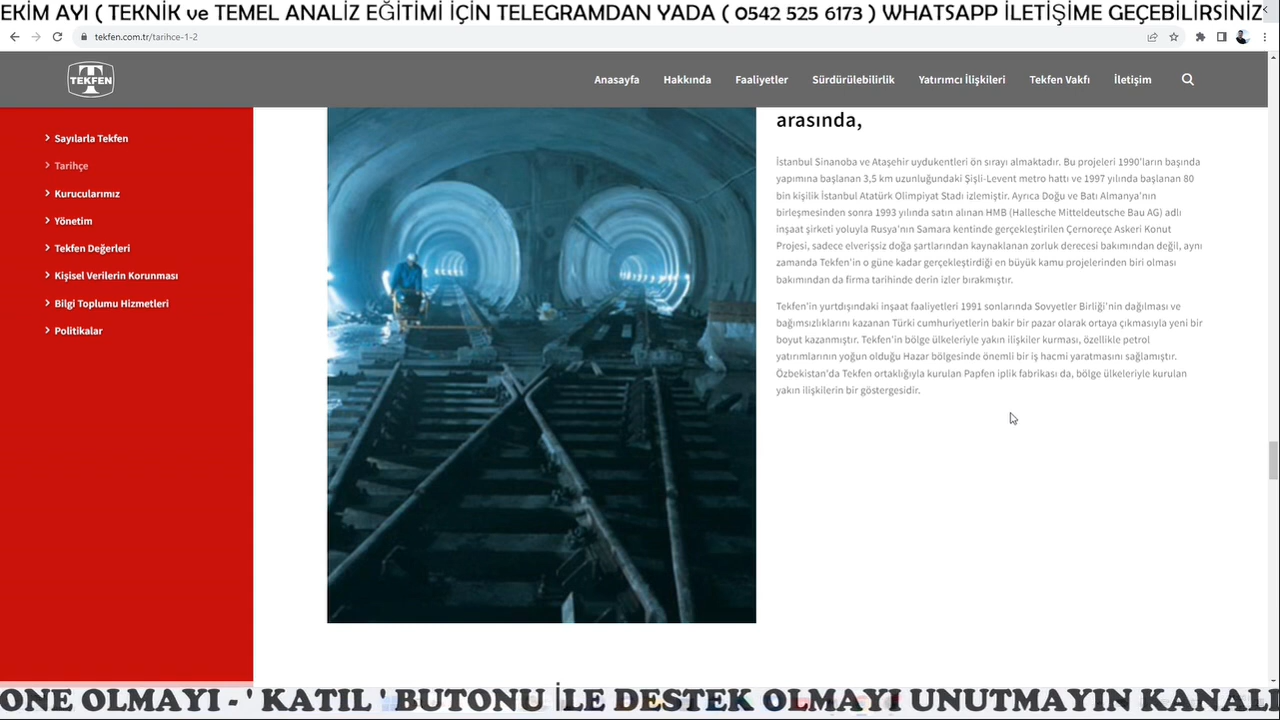 EKİM AYI ( TEKNİK ve TEMEL ANALİZ EĞİTİMİ İÇİN TELEGRAMDAN YADA ( 0542 525 6173 ) WHATSAPP İLETİŞİME GEÇEBİLİRSİNİZ
tekfen.com.tr/tarihce-1-2
TEKFEN
Anasayfa Hakkında Faaliyetler Sürdürülebilirlik Yatırımcı İlişkileri Tekfen Vakfı İletişim
Sayılarla Tekfen
Tarihçe
Kurucularımız
Yönetim
Tekfen Değerleri
Kişisel Verilerin Korunması
Bilgi Toplumu Hizmetleri
Politikalar
arasında,
İstanbul Sinanoba ve Ataşehir uydukentleri ön sırayı almaktadır. Bu projeleri 1990'ların başında
yapımına başlanan 3,5 km uzunluğundaki Şişli-Levent metro hattı ve 1997 yılında başlanan 80
bin kişilik İstanbul Atatürk Olimpiyat Stadı izlemiştir. Ayrıca Doğu ve Batı Almanya'nın
birleşmesinden sonra 1993 yılında satın alınan HMB (Hallesche Mitteldeutsche Bau AG) adlı
inşaat şirketi yoluyla Rusya'nın Samara kentinde gerçekleştirilen Çernoreçe Askeri Konut
Projesi, sadece elverişsiz doğa şartlarından kaynaklanan zorluk derecesi bakımından değil, aynı
zamanda Tekfen'in o güne kadar gerçekleştirdiği en büyük kamu projelerinden biri olması
bakımından da firma tarihinde derin izler bırakmıştır.
Tekfen'in yurtdışındaki inşaat faaliyetleri 1991 sonlarında Sovyetler Birliği'nin dağılması ve
bağımsızlıklarını kazanan Türki cumhuriyetlerin bakir bir pazar olarak ortaya çıkmasıyla yeni bir
boyut kazanmıştır. Tekfen'in bölge ülkeleriyle yakın ilişkiler kurması, özellikle petrol
yatırımlarının yoğun olduğu Hazar bölgesinde önemli bir iş hacmi yaratmasını sağlamıştır.
Özbekistan'da Tekfen ortaklığıyla kurulan Papfen iplik fabrikası da, bölge ülkeleriyle kurulan
yakın ilişkilerin bir göstergesidir.
ONE OLMAYI - ' KATIL ' BUTONU İLE DESTEK OLMAYI UNUTMAYIN KANALI